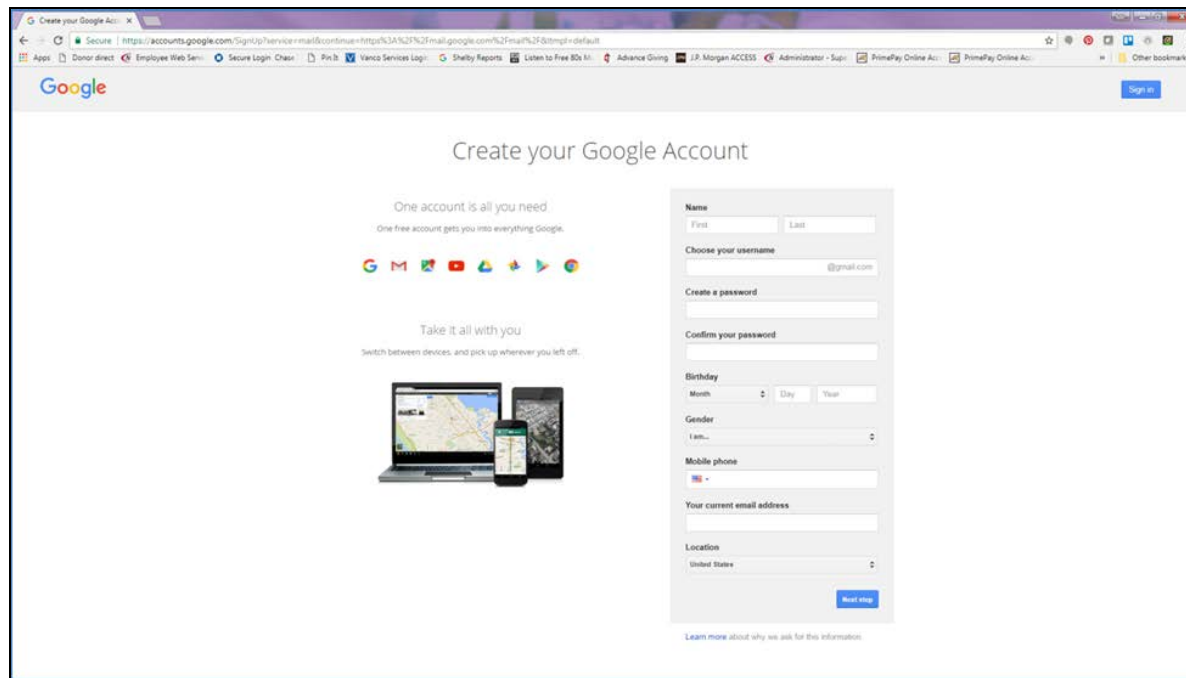 Create your Google Acc
Secure | https://accounts.google.com/SignUp?service=mail&continue=https%3A%2F%2Fmail.google.com%2Fmail%2F&ltmpl=default
Apps Donor direct Employee Web Serv Secure Login Chase Pin It Vanco Services Login Shelby Reports Listen to Free 80s M Advance Giving J.P. Morgan ACCESS Administrator - Supe PrimePay Online Acc PrimePay Online Acc » Other bookmark
Google Sign in
Create your Google Account
One account is all you need
One free account gets you into everything Google.
Take it all with you
Switch between devices, and pick up wherever you left off.
Name
First Last
Choose your username
@gmail.com
Create a password
Confirm your password
Birthday
Month Day Year
Gender
I am...
Mobile phone
Your current email address
Location
United States
Next step
Learn more about why we ask for this information